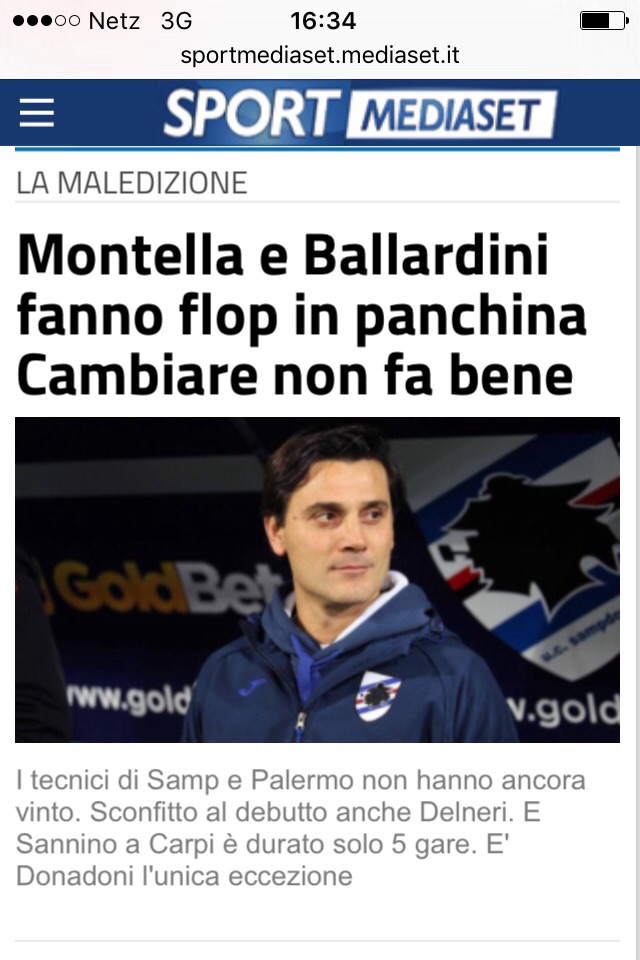 Netz 3G 16:34
sportmediaset.mediaset.it
SPORT MEDIASET
LA MALEDIZIONE
Montella e Ballardini
fanno flop in panchina
Cambiare non fa bene
GoldBet
www.gold
v.gold
u.c. sampdo
I tecnici di Samp e Palermo non hanno ancora
vinto. Sconfitto al debutto anche Delneri. E
Sannino a Carpi è durato solo 5 gare. E'
Donadoni l'unica eccezione